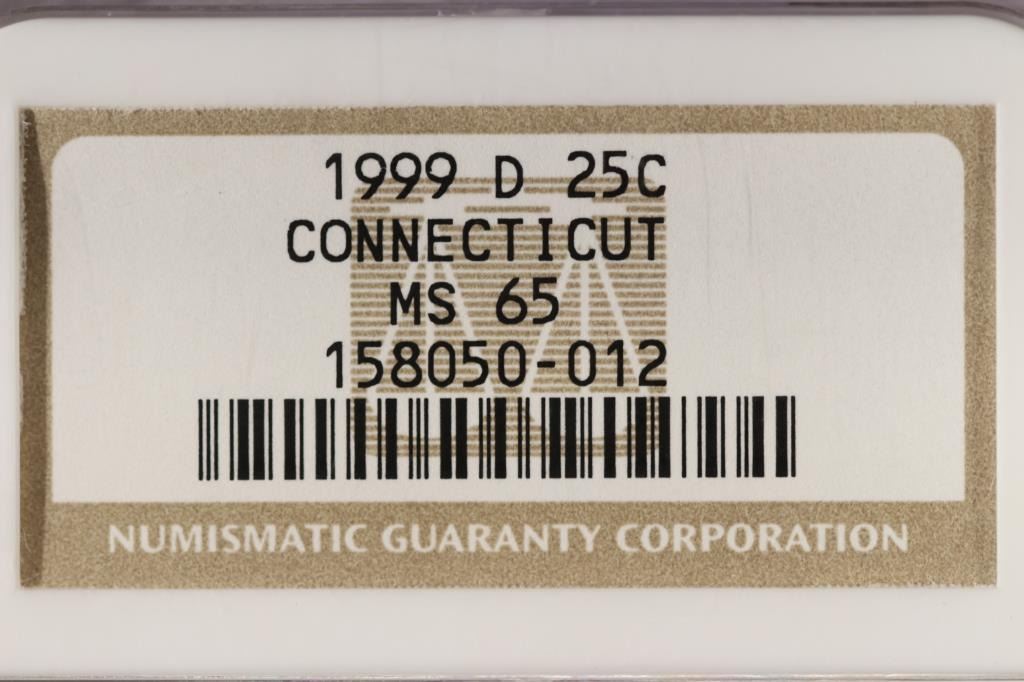 1999 D 25C
CONNECTICUT
MS 65
158050-012
NUMISMATIC GUARANTY CORPORATION